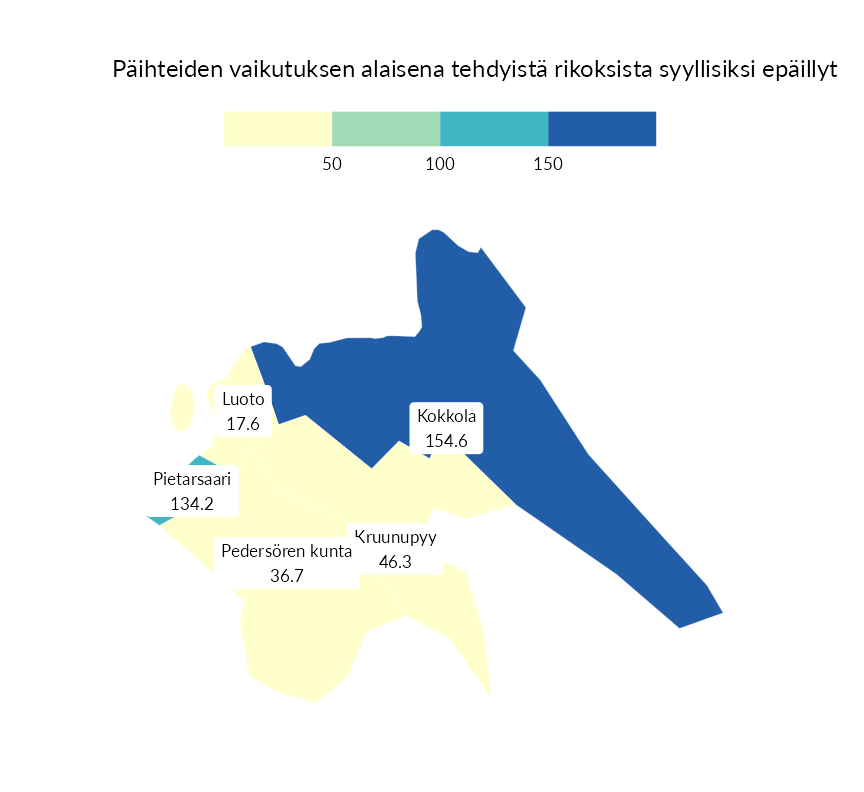 Päihteiden vaikutuksen alaisena tehdyistä rikoksista syyllisiksi epäillyt
50
100
150
Luoto
17.6
Kokkola
154.6
Pietarsaari
134.2
Kruunupyy
46.3
Pedersören kunta
36.7